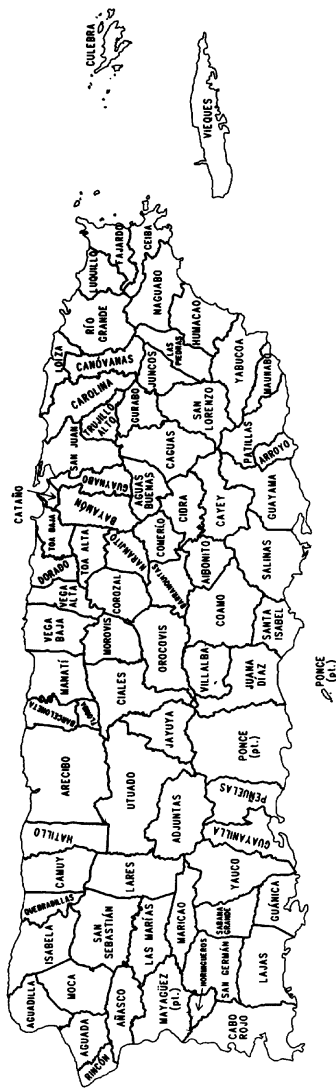 CULEBRA
VIEQUES
LUQUILLO
FAJARDO
CEIBA
RÍO
GRANDE
NAGUABO
LOIZA
CANÓVANAS
LAS
PIEDRAS
HUMACAO
CAROLINA
JUNCOS
YABUCOA
MAUNABO
TRUJILLO
ALTO
GURABO
SAN
LORENZO
SAN JUAN
CAGUAS
PATILLAS
ARROYO
CATAÑO
GUAYNABO
AGUAS
BUENAS
BAYAMÓN
CIDRA
CAYEY
GUAYAMA
TOA BAJA
TOA ALTA
NARANJITO
COMERÍO
AIBONITO
SALINAS
DORADO
VEGA
ALTA
COROZAL
BARRANQUITAS
COAMO
SANTA
ISABEL
VEGA
BAJA
MOROVIS
OROCOVIS
VILLALBA
JUANA
DÍAZ
MANATÍ
CIALES
BARCELONETA
FLORIDA
JAYUYA
PONCE
(pt.)
PONCE
(pt.)
ARECIBO
UTUADO
ADJUNTAS
PEÑUELAS
HATILLO
GUAYANILLA
CAMUY
LARES
YAUCO
QUEBRADILLAS
ISABELA
SAN
SEBASTIÁN
LAS MARÍAS
MARICAO
SABANA
GRANDE
GUÁNICA
AGUADILLA
MOCA
AÑASCO
MAYAGÜEZ
(pt.)
HORMIGUEROS
SAN GERMÁN
LAJAS
AGUADA
RINCÓN
CABO
ROJO